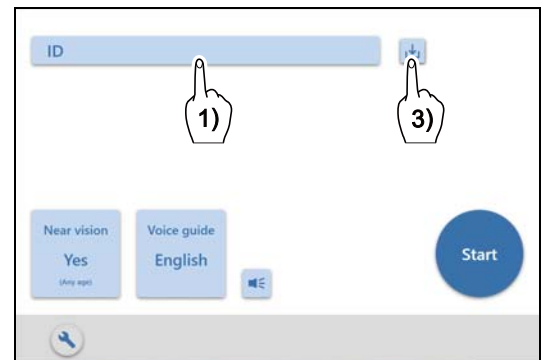 ID
1)
3)
Near vision
Yes
(Any age)
Voice guide
English
Start